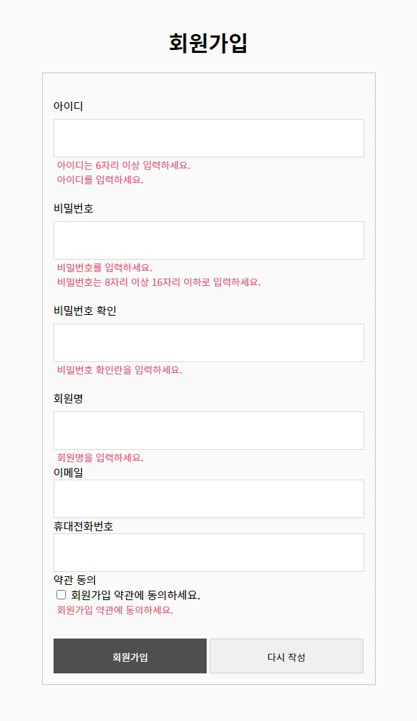 회원가입
아이디
아이디는 6자리 이상 입력하세요.
아이디를 입력하세요.
비밀번호
비밀번호를 입력하세요.
비밀번호는 8자리 이상 16자리 이하로 입력하세요.
비밀번호 확인
비밀번호 확인란을 입력하세요.
회원명
회원명을 입력하세요.
이메일
휴대전화번호
약관 동의
회원가입 약관에 동의하세요.
회원가입 약관에 동의하세요.
회원가입 다시 작성